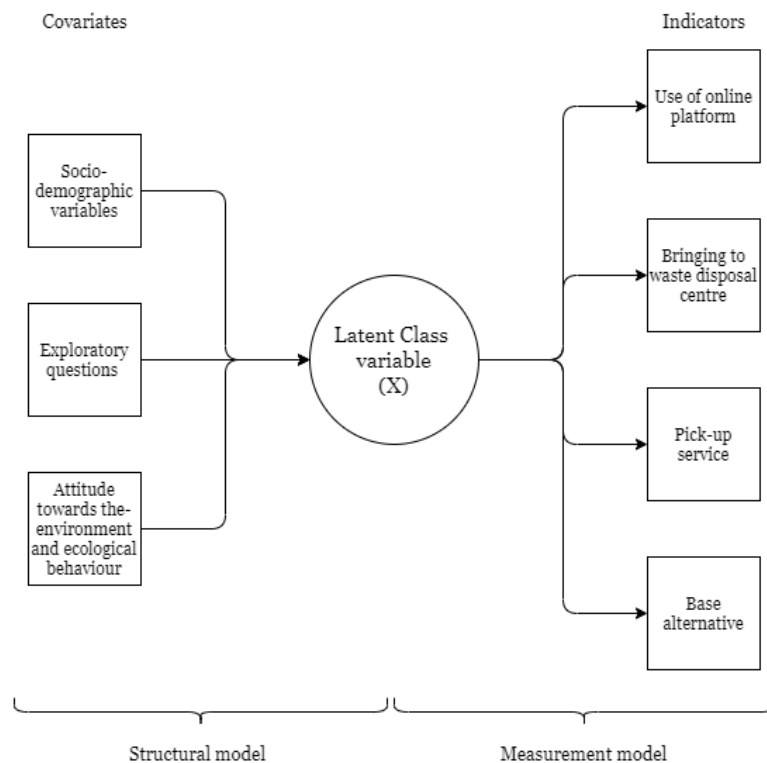 Covariates
Indicators
Use of online
platform
Socio-
demographic
variables
Bringing to
waste disposal
centre
Exploratory
questions
Latent Class
variable
(X)
Pick-up
service
Attitude
towards the-
environment
and ecological
behaviour
Base
alternative
Structural model
Measurement model